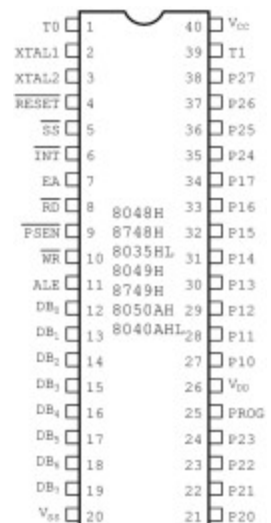 T0 1 40 Vcc
XTAL1 2 39 T1
XTAL2 3 38 P27
RESET 4 37 P26
SS 5 36 P25
INT 6 35 P24
EA 7 34 P17
RD 8 8048H 33 P16
PSEN 9 8748H 32 P15
WR 10 8035HL 31 P14
ALE 11 8049H 30 P13
8749H
DB0 12 8050AH 29 P12
DB1 13 8040AHL 28 P11
DB2 14 27 P10
DB3 15 26 VDD
DB4 16 25 PROG
DB5 17 24 P23
DB6 18 23 P22
DB7 19 22 P21
Vss 20 21 P20